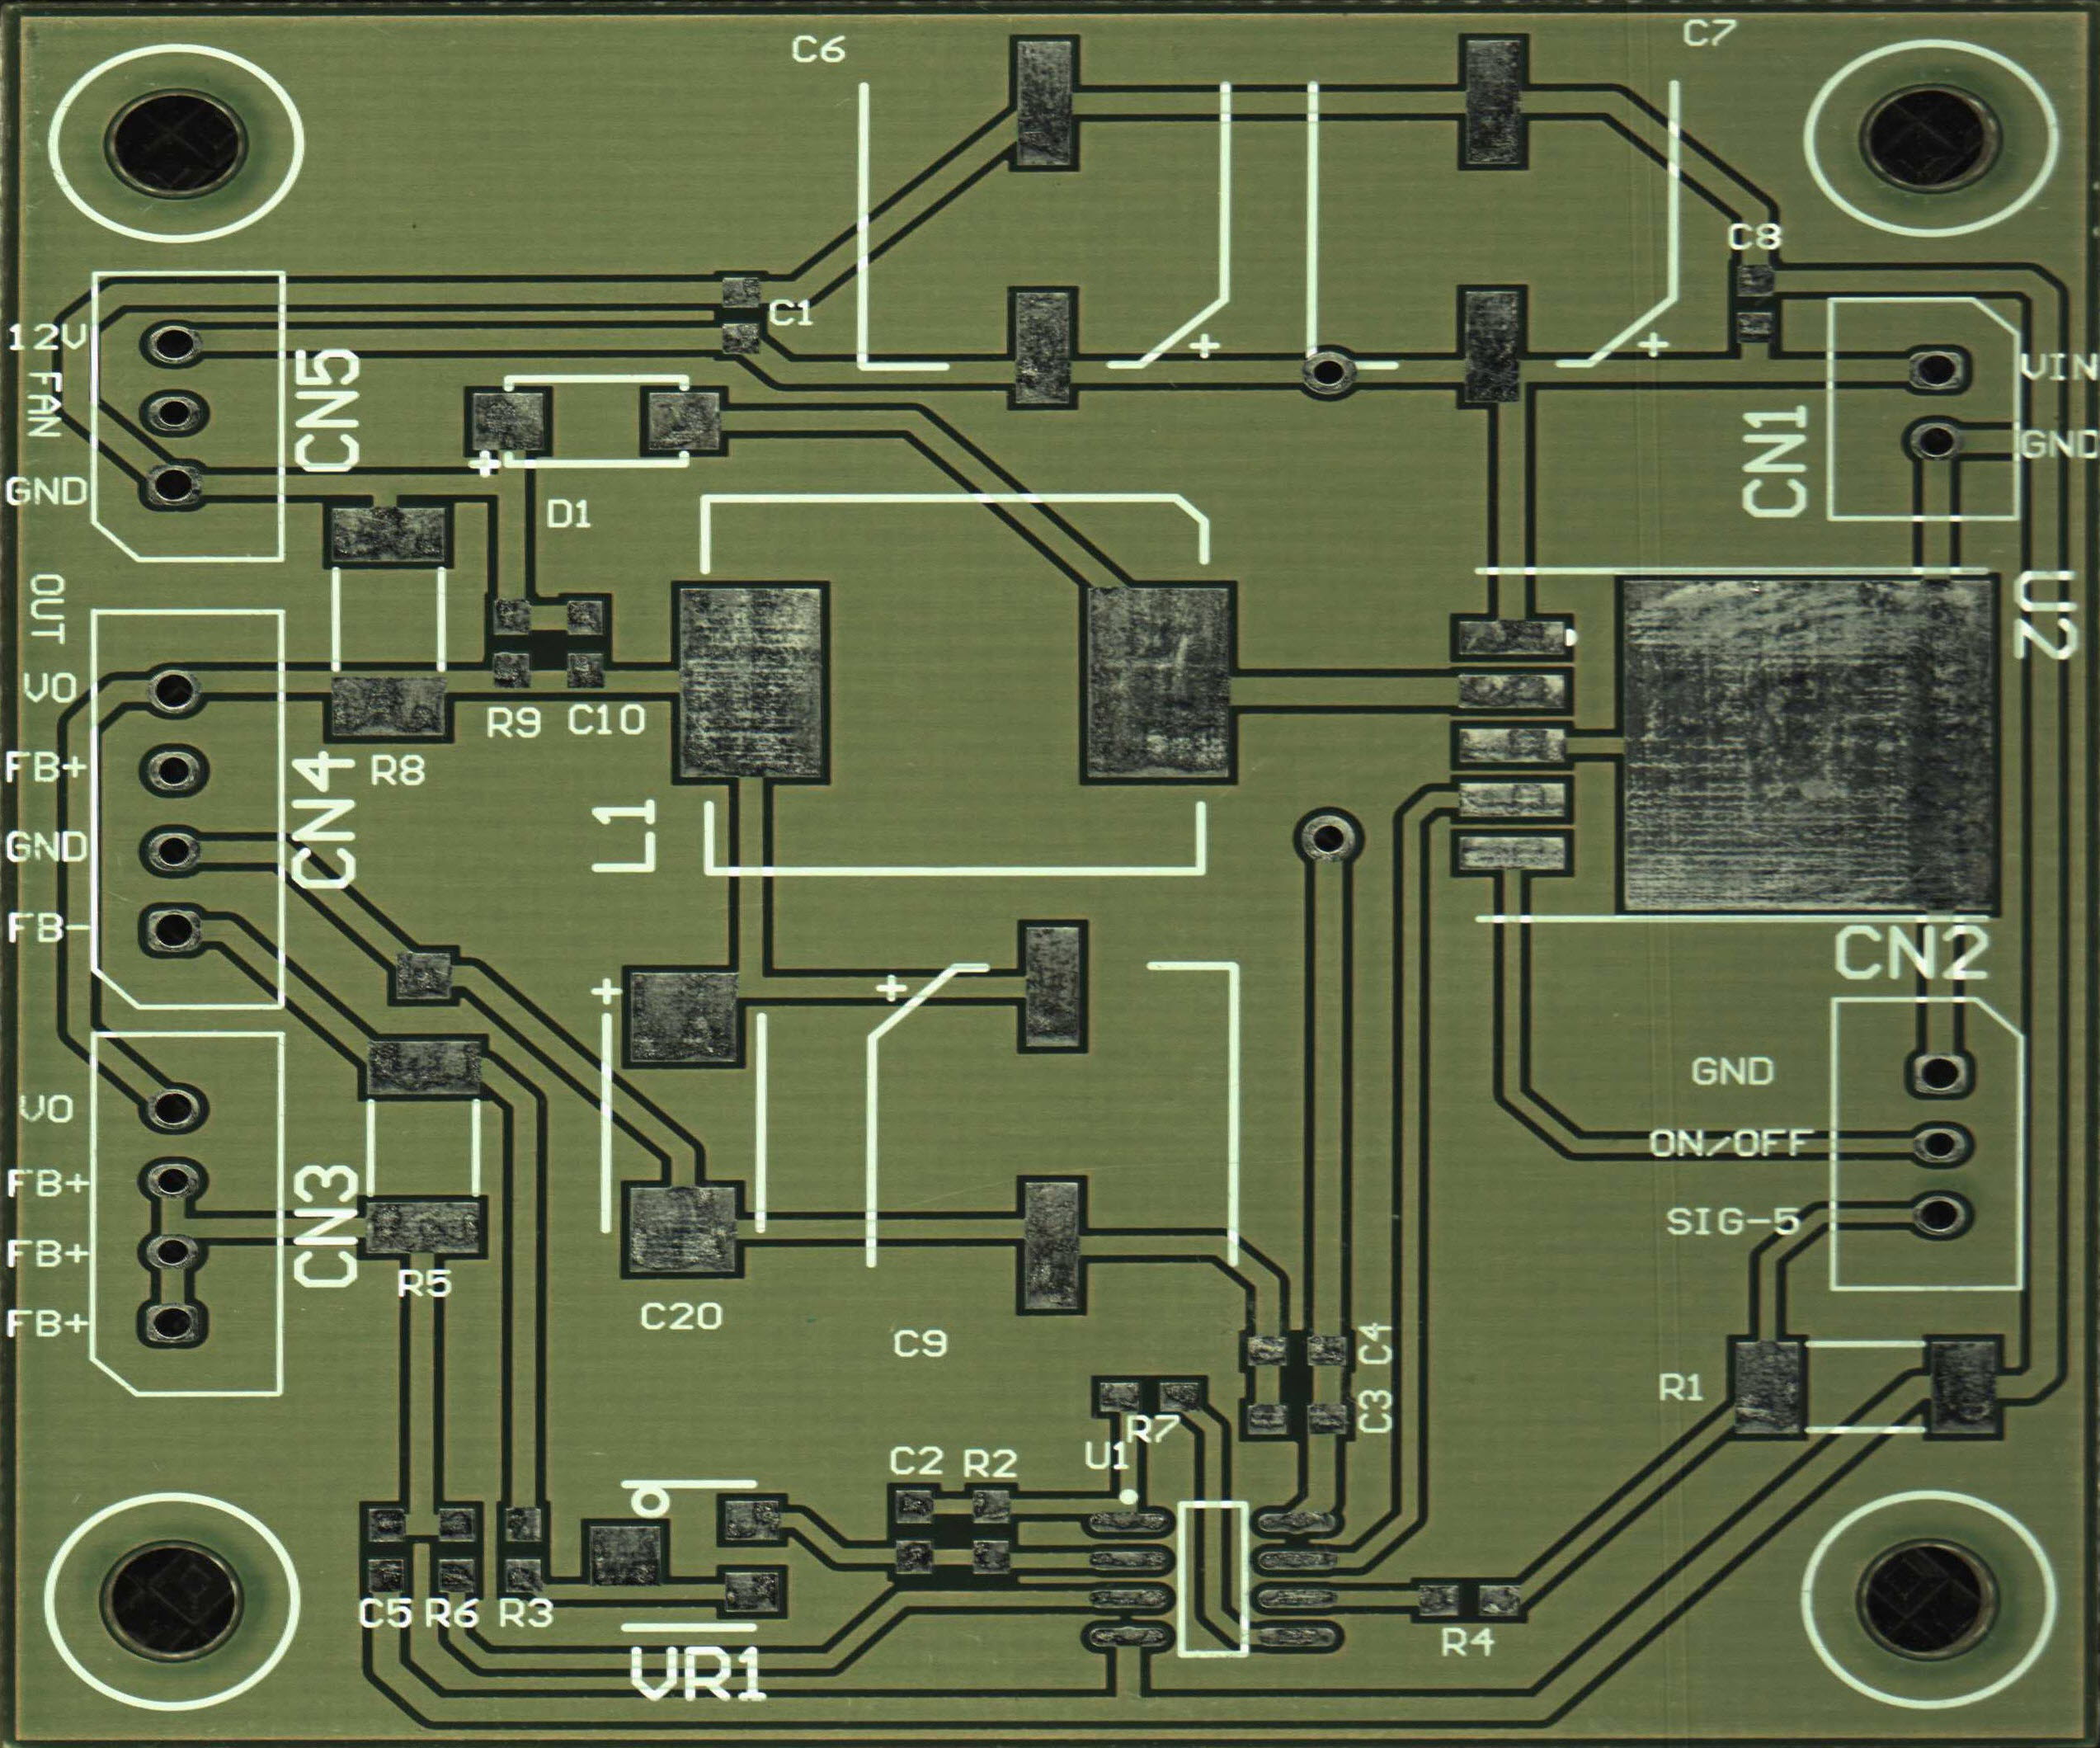 C6
C7
C8
C1
12V
FAN
GND
CN5
VIN
GND
CN1
D1
OUT
U2
VO
FB+
GND
FB-
CN4
R9
C10
R8
L1
CN2
GND
ON/OFF
SIG-5
VO
FB+
FB+
FB+
CN3
R5
C20
C9
C4
C3
R1
R7
U1
C2
R2
C5
R6
R3
VR1
R4